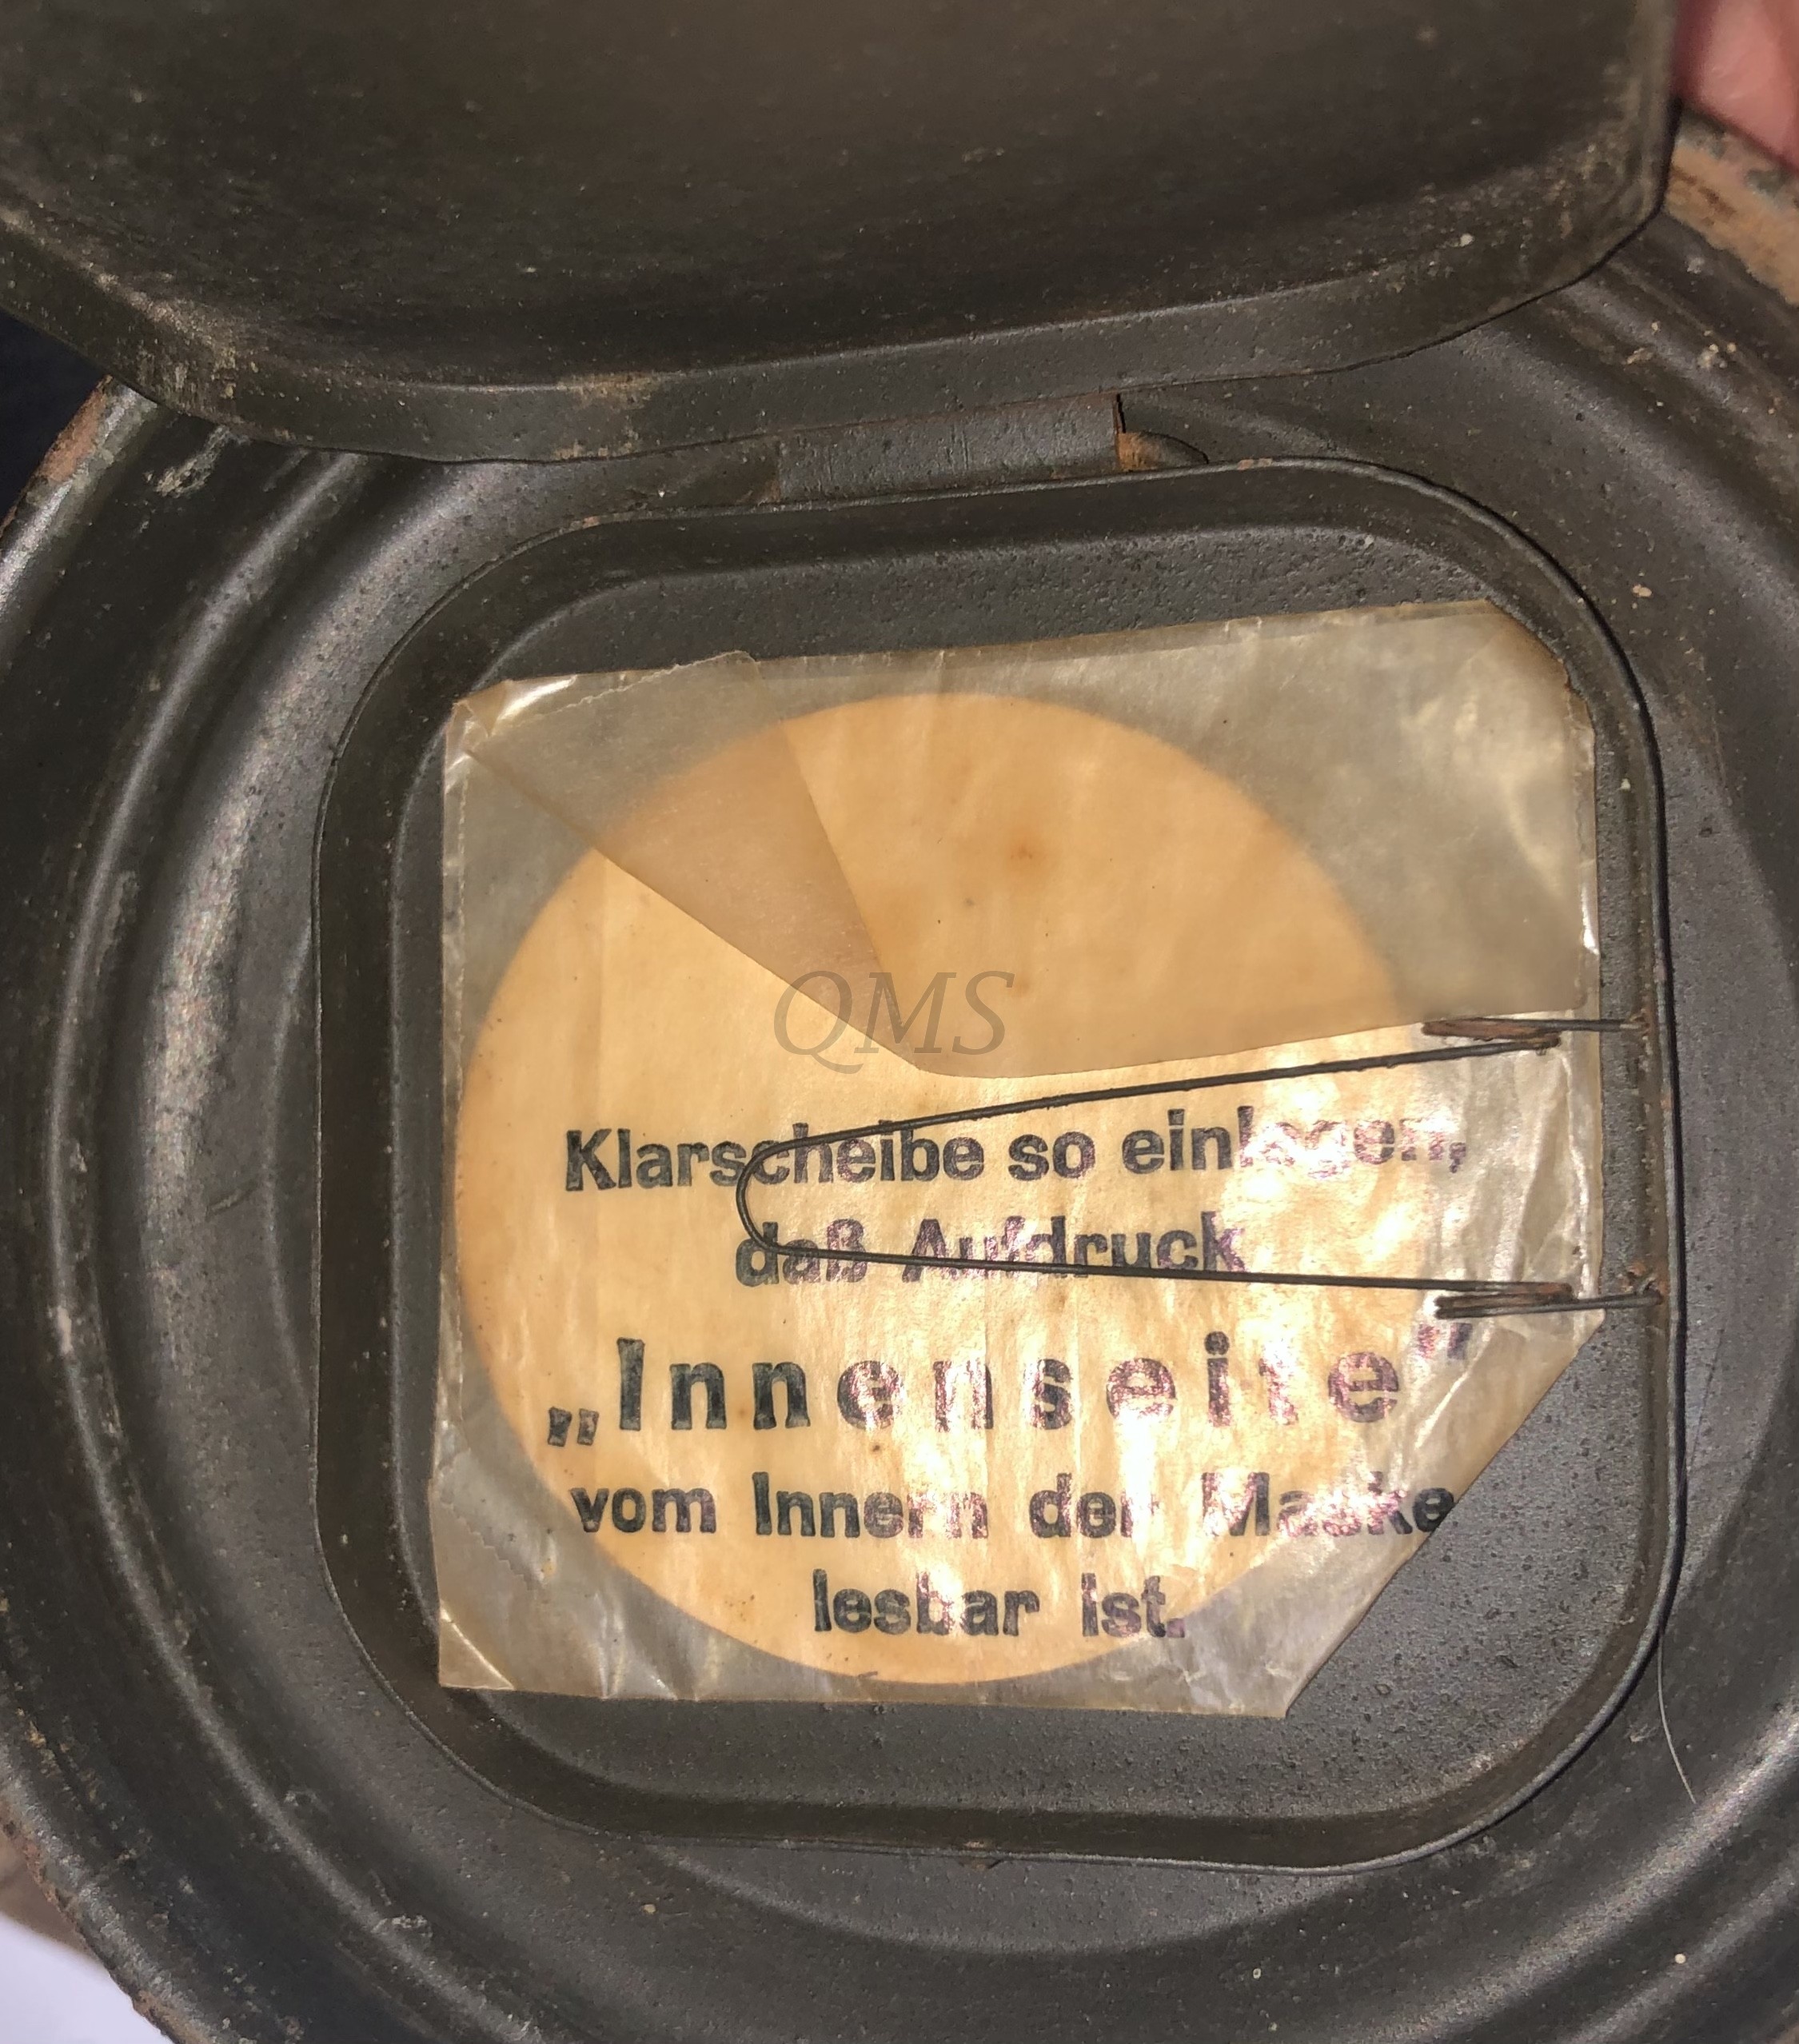 QMS
Klarscheibe so einlegen,
daß Aufdruck
„Innenseite"
vom Innern der Maske
lesbar ist.